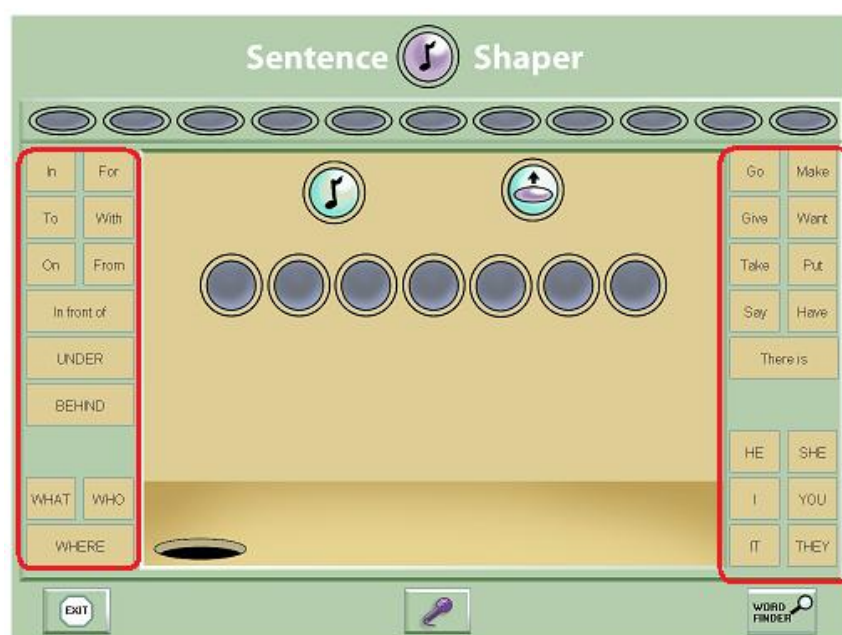 Sentence Shaper
In For
To With
On From
In front of
UNDER
BEHIND
WHAT WHO
WHERE
Go Make
Give Want
Take Put
Say Have
There is
HE SHE
I YOU
IT THEY
EXIT
WORD
FINDER